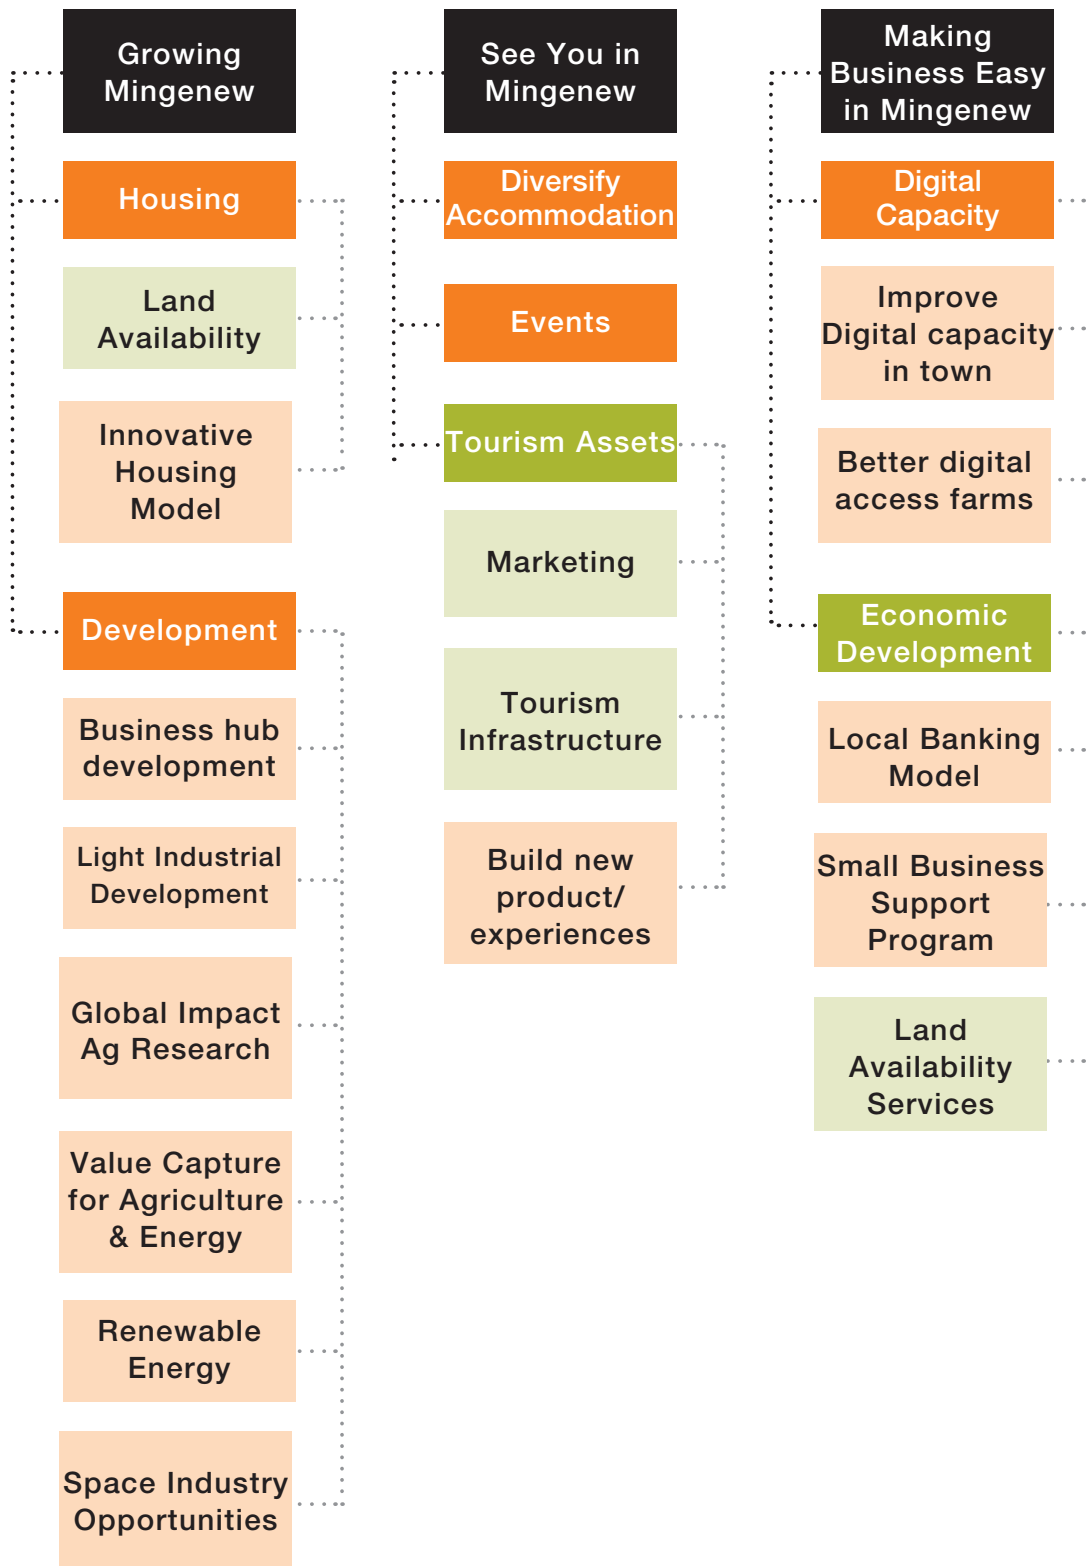 Growing
Mingenew
Housing
Land
Availability
Innovative
Housing
Model
Development
Business hub
development
Light Industrial
Development
Global Impact
Ag Research
Value Capture
for Agriculture
& Energy
Renewable
Energy
Space Industry
Opportunities
See You in
Mingenew
Diversify
Accommodation
Events
Tourism Assets
Marketing
Tourism
Infrastructure
Build new
product/
experiences
Making
Business Easy
in Mingenew
Digital
Capacity
Improve
Digital capacity
in town
Better digital
access farms
Economic
Development
Local Banking
Model
Small Business
Support
Program
Land
Availability
Services